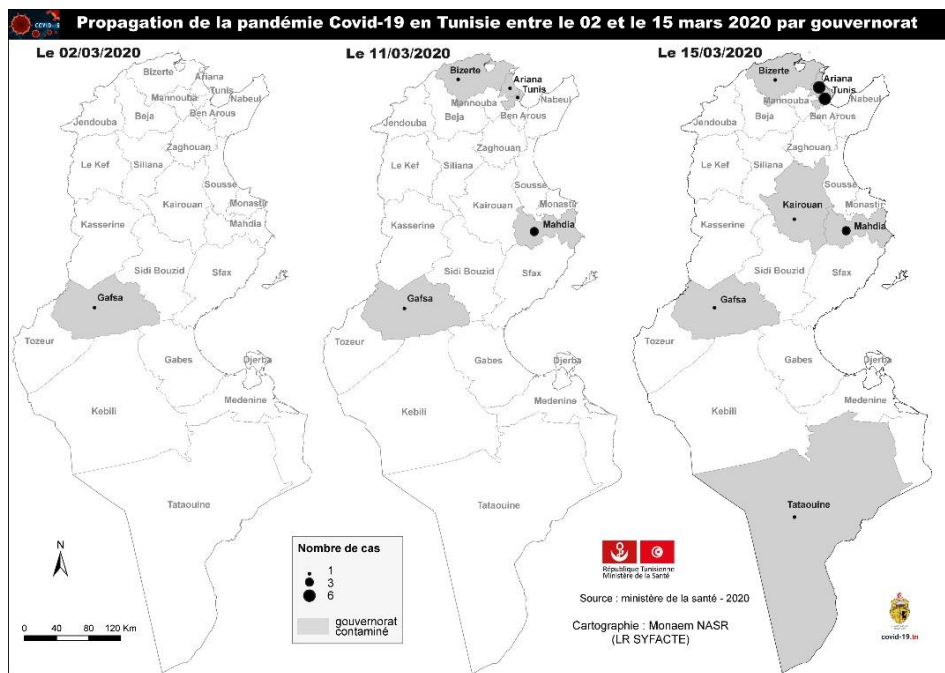 COVID-19
Propagation de la pandémie Covid-19 en Tunisie entre le 02 et le 15 mars 2020 par gouvernorat
Le 02/03/2020
Bizerte
Ariana
Tunis
Mannouba
Nabeul
Beja
Ben Arous
Jendouba
Zaghouan
Le Kef
Siliana
Sousse
Kairouan
Monastir
Kasserine
Mahdia
Sidi Bouzid
Sfax
Gafsa
Tozeur
Gabes
Djerba
Kebili
Medenine
Tataouine
Le 11/03/2020
Bizerte
Ariana
Tunis
Mannouba
Nabeul
Beja
Ben Arous
Jendouba
Zaghouan
Le Kef
Siliana
Sousse
Kairouan
Monastir
Kasserine
Mahdia
Sidi Bouzid
Sfax
Gafsa
Tozeur
Gabes
Djerba
Kebili
Medenine
Tataouine
Le 15/03/2020
Bizerte
Ariana
Tunis
Mannouba
Nabeul
Beja
Ben Arous
Jendouba
Zaghouan
Le Kef
Siliana
Sousse
Kairouan
Monastir
Kasserine
Mahdia
Sidi Bouzid
Sfax
Gafsa
Tozeur
Gabes
Djerba
Kebili
Medenine
Tataouine
N
0 20 40 80 120 Km
Nombre de cas
1
3
6
gouvernorat
contaminé
République Tunisienne
Ministère de la Santé
Source : ministère de la santé - 2020
Cartographie : Monaem NASR
(LR SYFACTE)
covid-19.tn